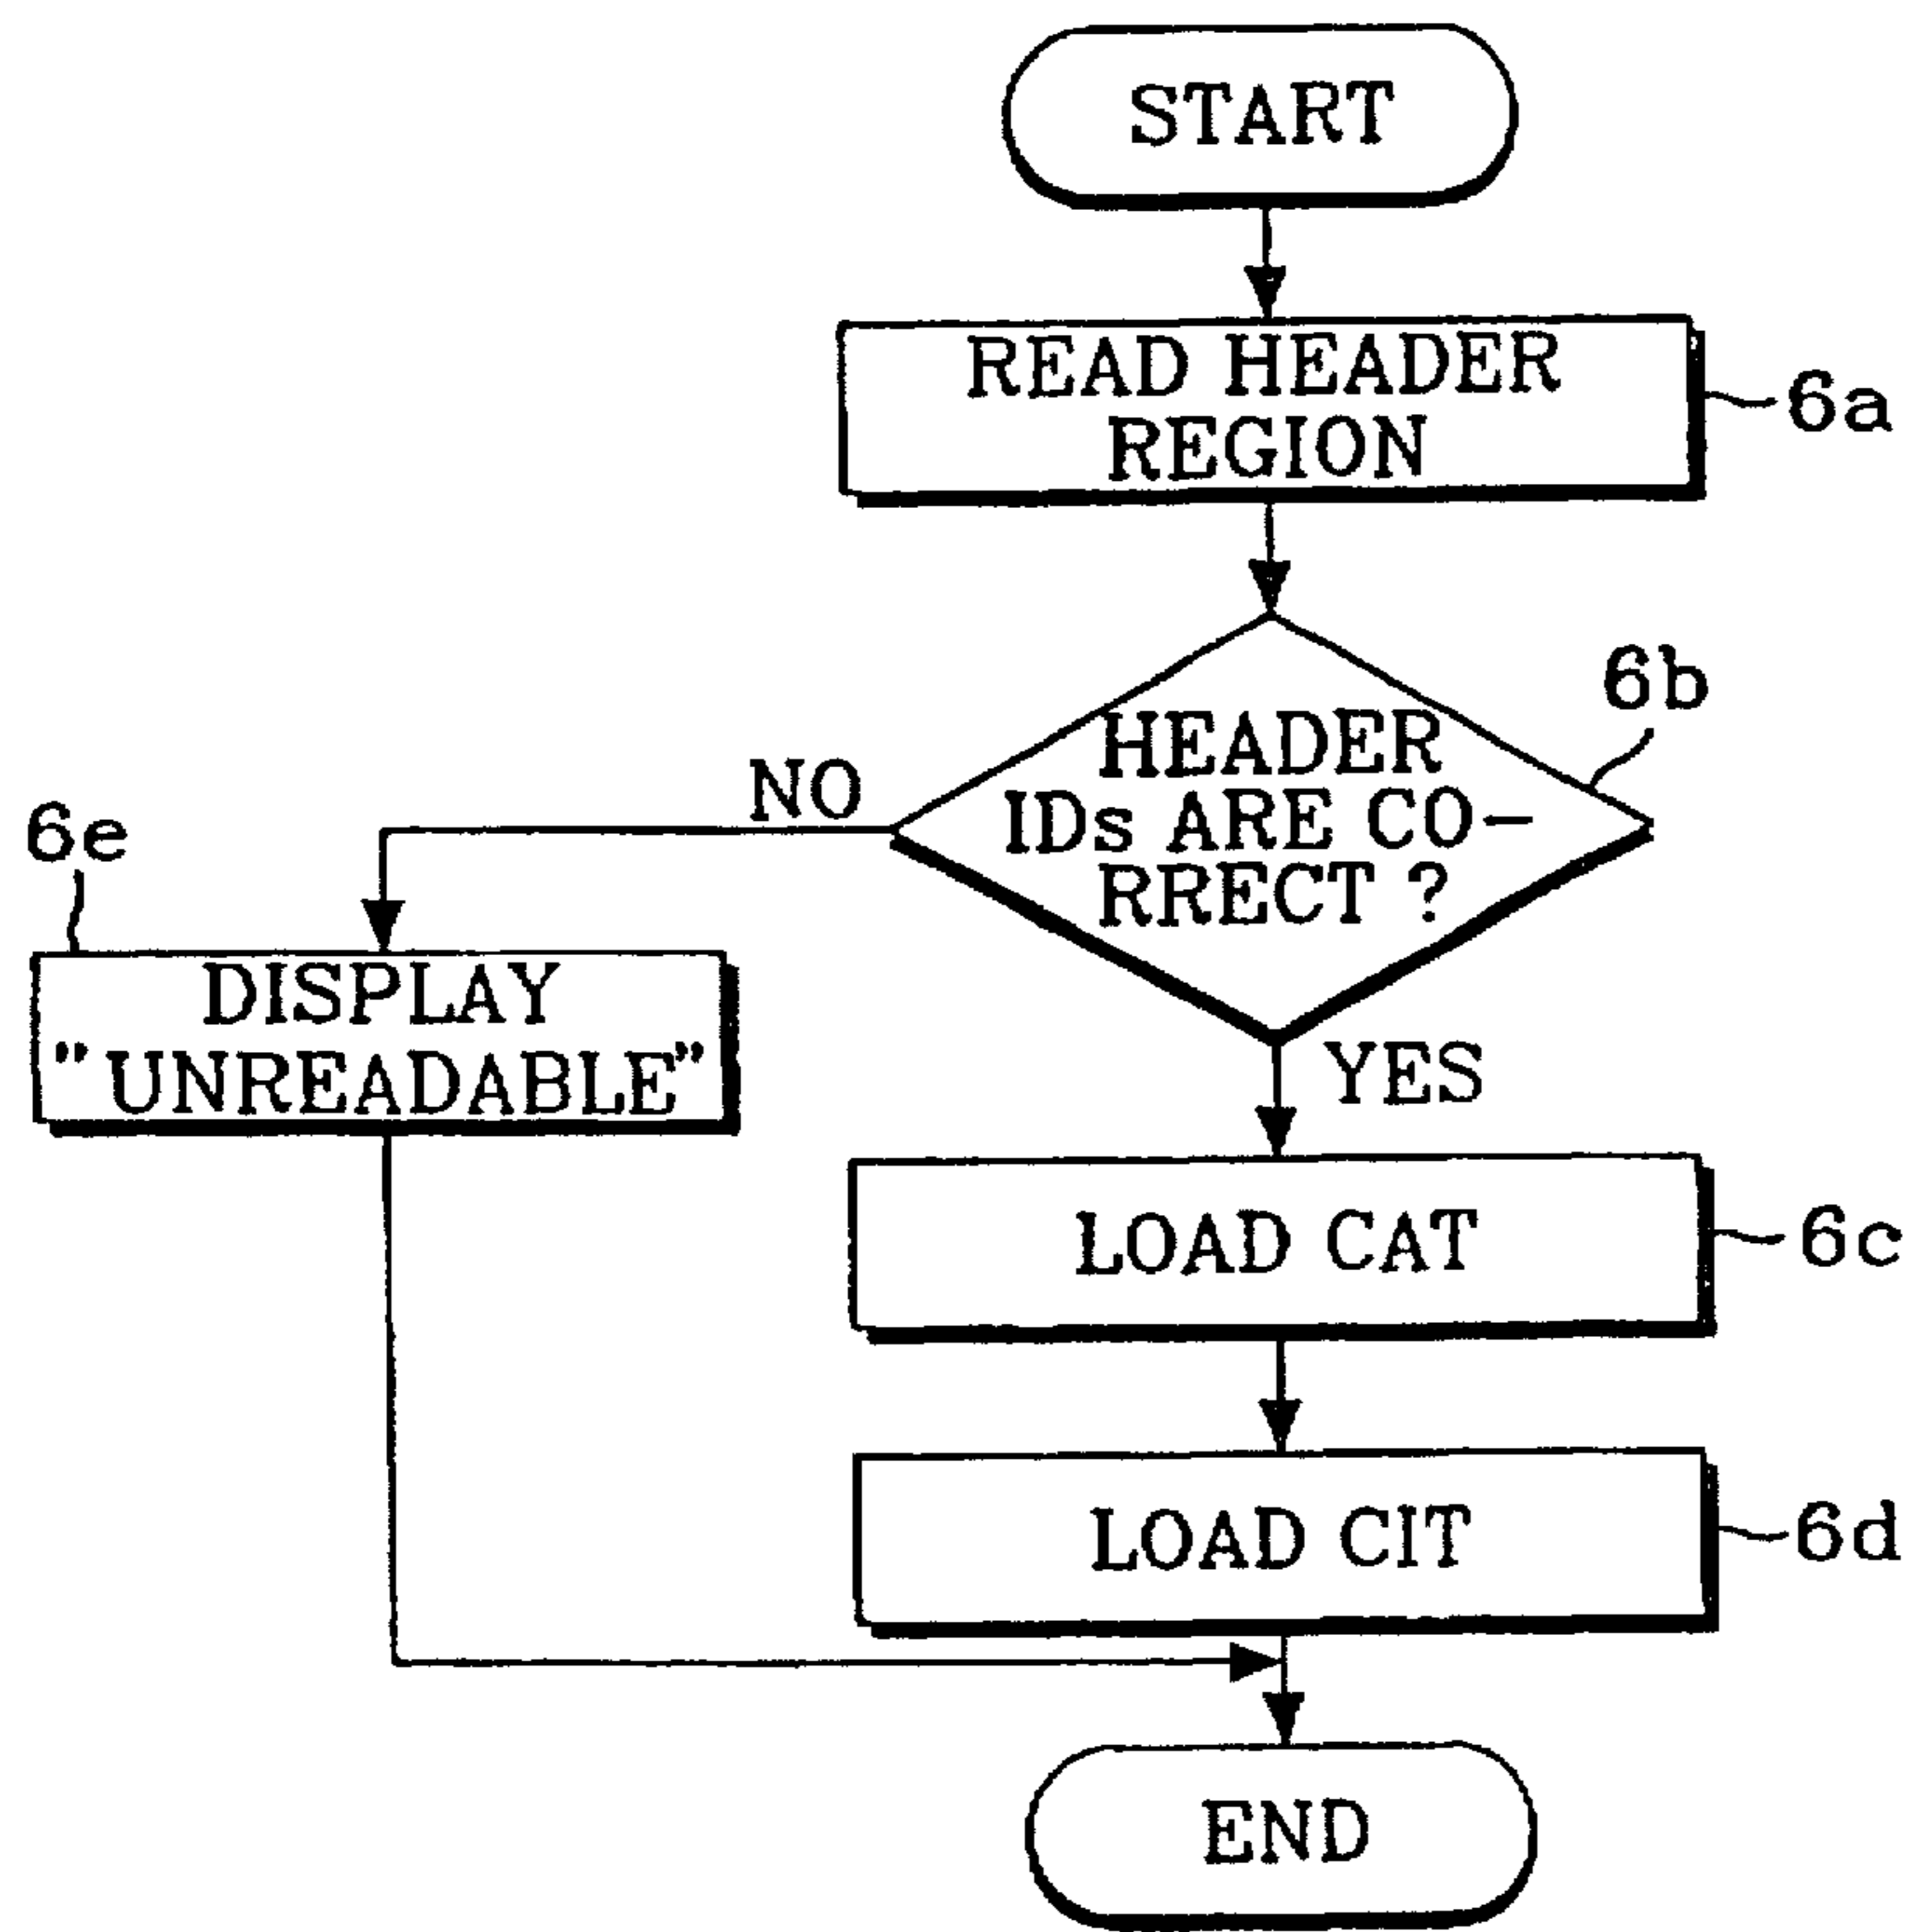 START
READ HEADER
REGION
6a
6b
HEADER
IDs ARE CO-
RRECT ?
NO
YES
6e
DISPLAY
"UNREADABLE"
LOAD CAT
6c
LOAD CIT
6d
END